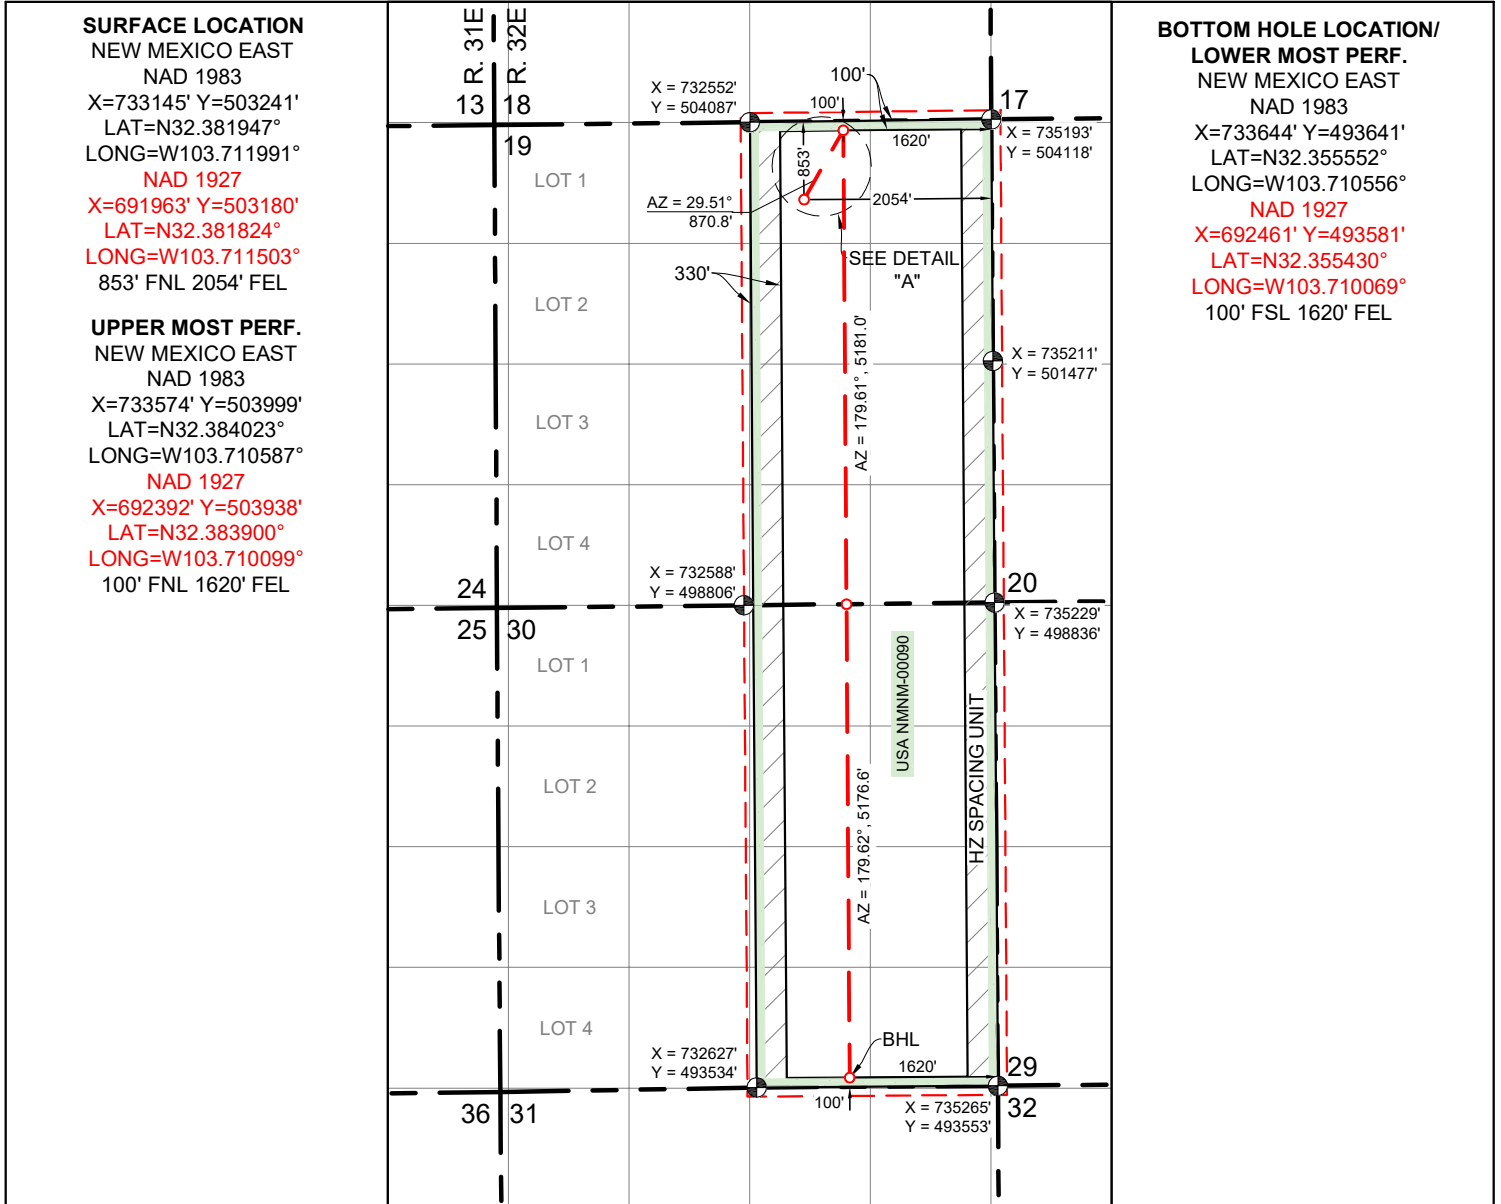 SURFACE LOCATION
NEW MEXICO EAST
NAD 1983
X=733145' Y=503241'
LAT=N32.381947°
LONG=W103.711991°
NAD 1927
X=691963' Y=503180'
LAT=N32.381824°
LONG=W103.711503°
853' FNL 2054' FEL
UPPER MOST PERF.
NEW MEXICO EAST
NAD 1983
X=733574' Y=503999'
LAT=N32.384023°
LONG=W103.710587°
NAD 1927
X=692392' Y=503938'
LAT=N32.383900°
LONG=W103.710099°
100' FNL 1620' FEL
R. 31E
R. 32E
13
18
19
X = 732552'
Y = 504087'
100'
100'
17
1620'
X = 735193'
Y = 504118'
853'
LOT 1
AZ = 29.51°
870.8'
2054'
SEE DETAIL
"A"
330'
LOT 2
AZ = 179.61°, 5181.0'
X = 735211'
Y = 501477'
LOT 3
LOT 4
X = 732588'
Y = 498806'
24
20
25
30
X = 735229'
Y = 498836'
LOT 1
USA NMNM-00090
HZ SPACING UNIT
LOT 2
AZ = 179.62°, 5176.6'
LOT 3
LOT 4
BHL
X = 732627'
Y = 493534'
1620'
29
100'
X = 735265'
Y = 493553'
32
36
31
BOTTOM HOLE LOCATION/
LOWER MOST PERF.
NEW MEXICO EAST
NAD 1983
X=733644' Y=493641'
LAT=N32.355552°
LONG=W103.710556°
NAD 1927
X=692461' Y=493581'
LAT=N32.355430°
LONG=W103.710069°
100' FSL 1620' FEL